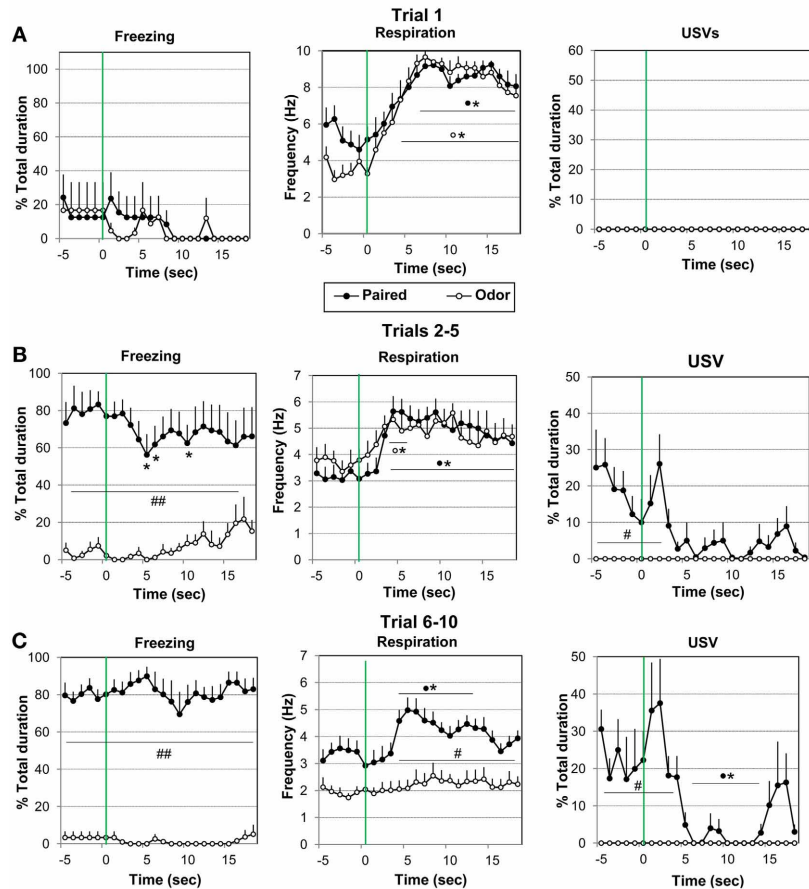 Trial 1
A
Freezing
Respiration
USVs
% Total duration
100
80
60
40
20
0
-5 0 5 10 15
Time (sec)
Frequency (Hz)
10
8
6
4
2
0
●*
○*
-5 0 5 10 15
Time (sec)
% Total duration
60
50
40
30
20
10
0
-5 0 5 10 15
Time (sec)
Paired Odor
Trials 2-5
B
Freezing
Respiration
USV
% Total duration
100
80
60
40
20
0
* * *
##
-5 0 5 10 15
Time (sec)
Frequency (Hz)
7
6
5
4
3
2
1
0
○*
●*
-5 0 5 10 15
Time (sec)
% Total duration
50
40
30
20
10
0
#
-5 0 5 10 15
Time (sec)
Trial 6-10
C
Freezing
Respiration
USV
% Total duration
100
80
60
40
20
0
##
-5 0 5 10 15
Time (sec)
Frequency (Hz)
7
6
5
4
3
2
1
0
●*
#
-5 0 5 10 15
Time (sec)
% Total duration
50
40
30
20
10
0
●*
#
-5 0 5 10 15
Time (sec)